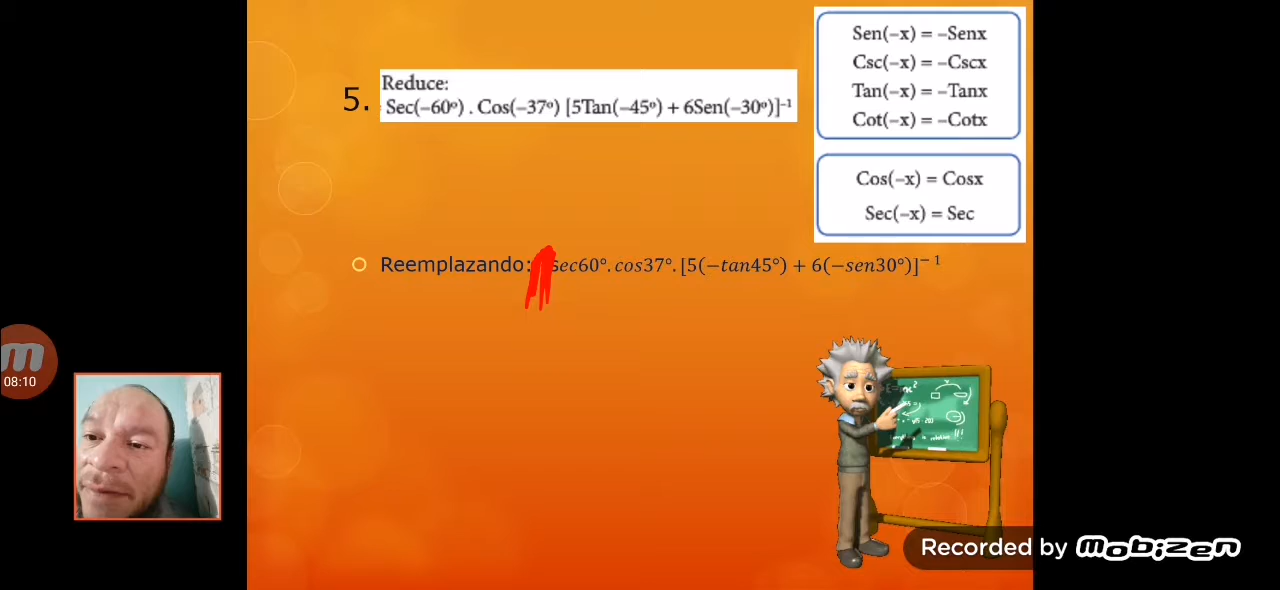 Sen(−x) = −Senx
Csc(−x) = −Cscx
Tan(−x) = −Tanx
Cot(−x) = −Cotx
Cos(−x) = Cosx
Sec(−x) = Sec
5.
Reduce:
Sec(−60º) . Cos(−37º) [5Tan(−45º) + 6Sen(−30º)]⁻¹
Reemplazando: sec60°.cos37°.[5(−tan45°) + 6(−sen30°)]⁻¹
08:10
Recorded by mobizen